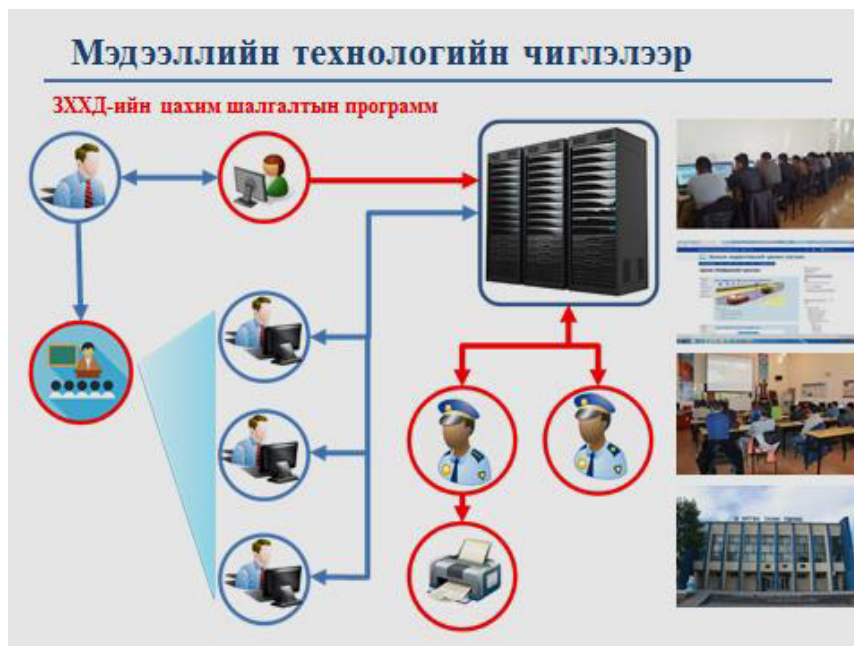 Мэдээллийн технологийн чиглэлээр
ЗХХД-ийн цахим шалгалтын программ